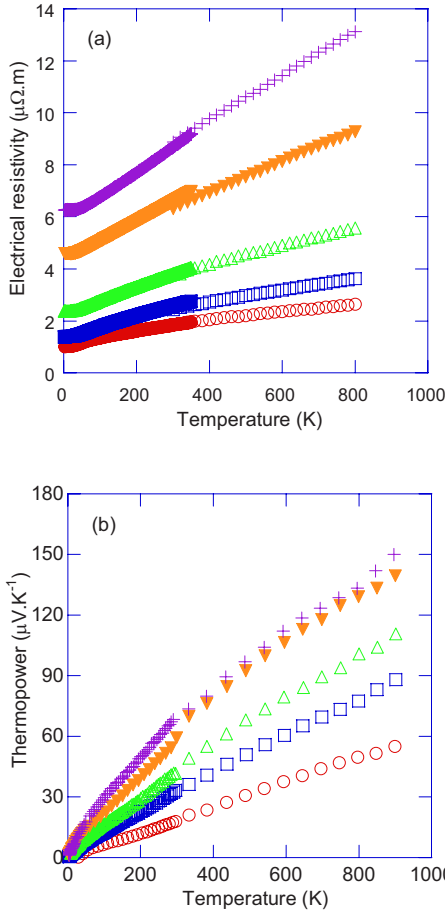 14
(a)
12
10
8
6
4
2
0
Electrical resistivity (μΩ.m)
0 200 400 600 800 1000
Temperature (K)
180
(b)
150
120
90
60
30
0
Thermopower (μV.K⁻¹)
0 200 400 600 800 100
Temperature (K)